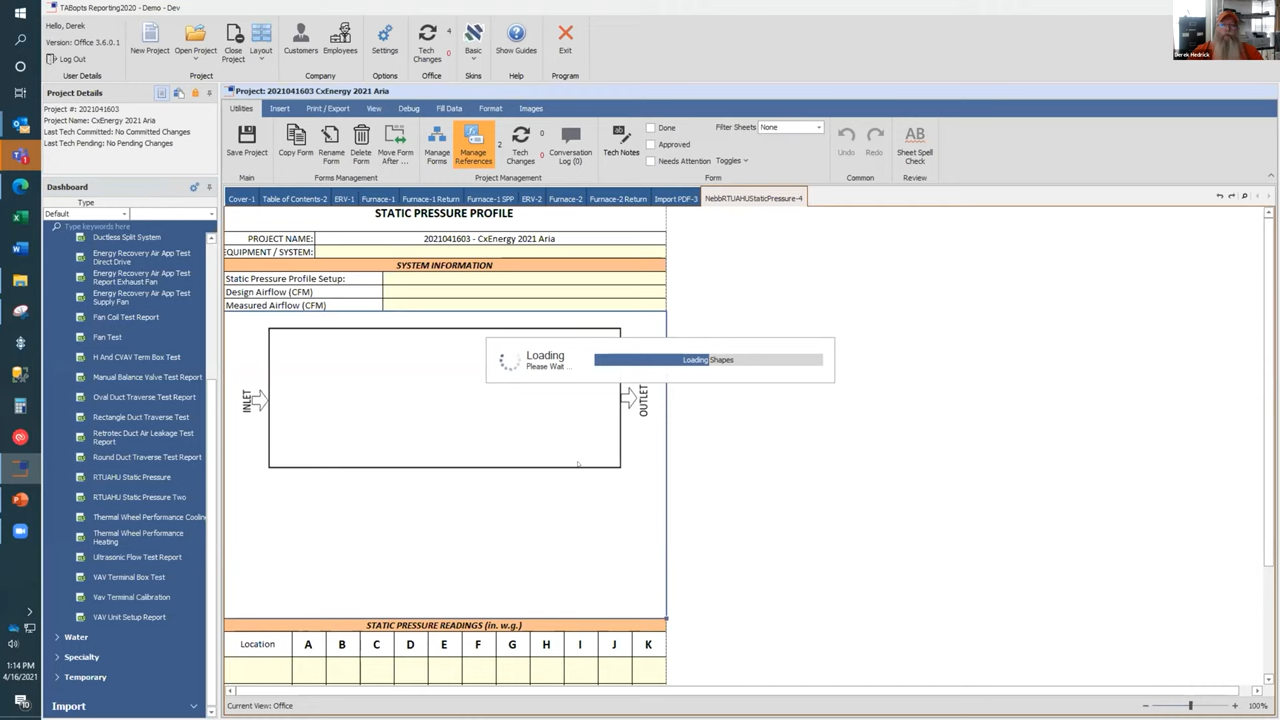 TABopts Reporting2020 - Demo - Dev
Hello, Derek
Version: Office 3.6.0.1
Log Out
User Details
New Project
Open Project
Close Project
Layout
Project
Customers
Employees
Company
Settings
Options
Tech Changes
4
0
Office
Basic
Skins
Show Guides
Help
Exit
Program
Derek Hedrick
Project Details
Project #: 2021041603
Project Name: CxEnergy 2021 Aria
Last Tech Committed: No Committed Changes
Last Tech Pending: No Pending Changes
Project: 2021041603 CxEnergy 2021 Aria
Utilities
Insert
Print / Export
View
Debug
Fill Data
Format
Images
Save Project
Main
Copy Form
Rename Form
Delete Form
Move Form After ...
Forms Management
Manage Forms
Manage References
2
Tech Changes
0
0
Conversation Log (0)
Project Management
Tech Notes
Done
Approved
Needs Attention
Filter Sheets
None
Toggles
Form
Undo
Redo
Common
Sheet Spell Check
Review
Dashboard
Type
Default
Type keywords here
Ductless Split System
Energy Recovery Air App Test Direct Drive
Energy Recovery Air App Test Report Exhaust Fan
Energy Recovery Air App Test Supply Fan
Fan Coil Test Report
Fan Test
H And CVAV Term Box Test
Manual Balance Valve Test Report
Oval Duct Traverse Test Report
Rectangle Duct Traverse Test
Retrotec Duct Air Leakage Test Report
Round Duct Traverse Test Report
RTUAHU Static Pressure
RTUAHU Static Pressure Two
Thermal Wheel Performance Coolin
Thermal Wheel Performance Heating
Ultrasonic Flow Test Report
VAV Terminal Box Test
Vav Terminal Calibration
VAV Unit Setup Report
Water
Specialty
Temporary
Import
Cover-1
Table of Contents-2
ERV-1
Furnace-1
Furnace-1 Return
Furnace-1 SPP
ERV-2
Furnace-2
Furnace-2 Return
Import PDF-3
NebbRTUAHUStaticPressure-4
STATIC PRESSURE PROFILE
PROJECT NAME:
2021041603 - CxEnergy 2021 Aria
EQUIPMENT / SYSTEM:
SYSTEM INFORMATION
Static Pressure Profile Setup:
Design Airflow (CFM)
Measured Airflow (CFM)
INLET
OUTLET
Loading
Please Wait ...
Loading Shapes
STATIC PRESSURE READINGS (in. w.g.)
Location A B C D E F G H I J K
Current View: Office
100%
1:14 PM
4/16/2021
10